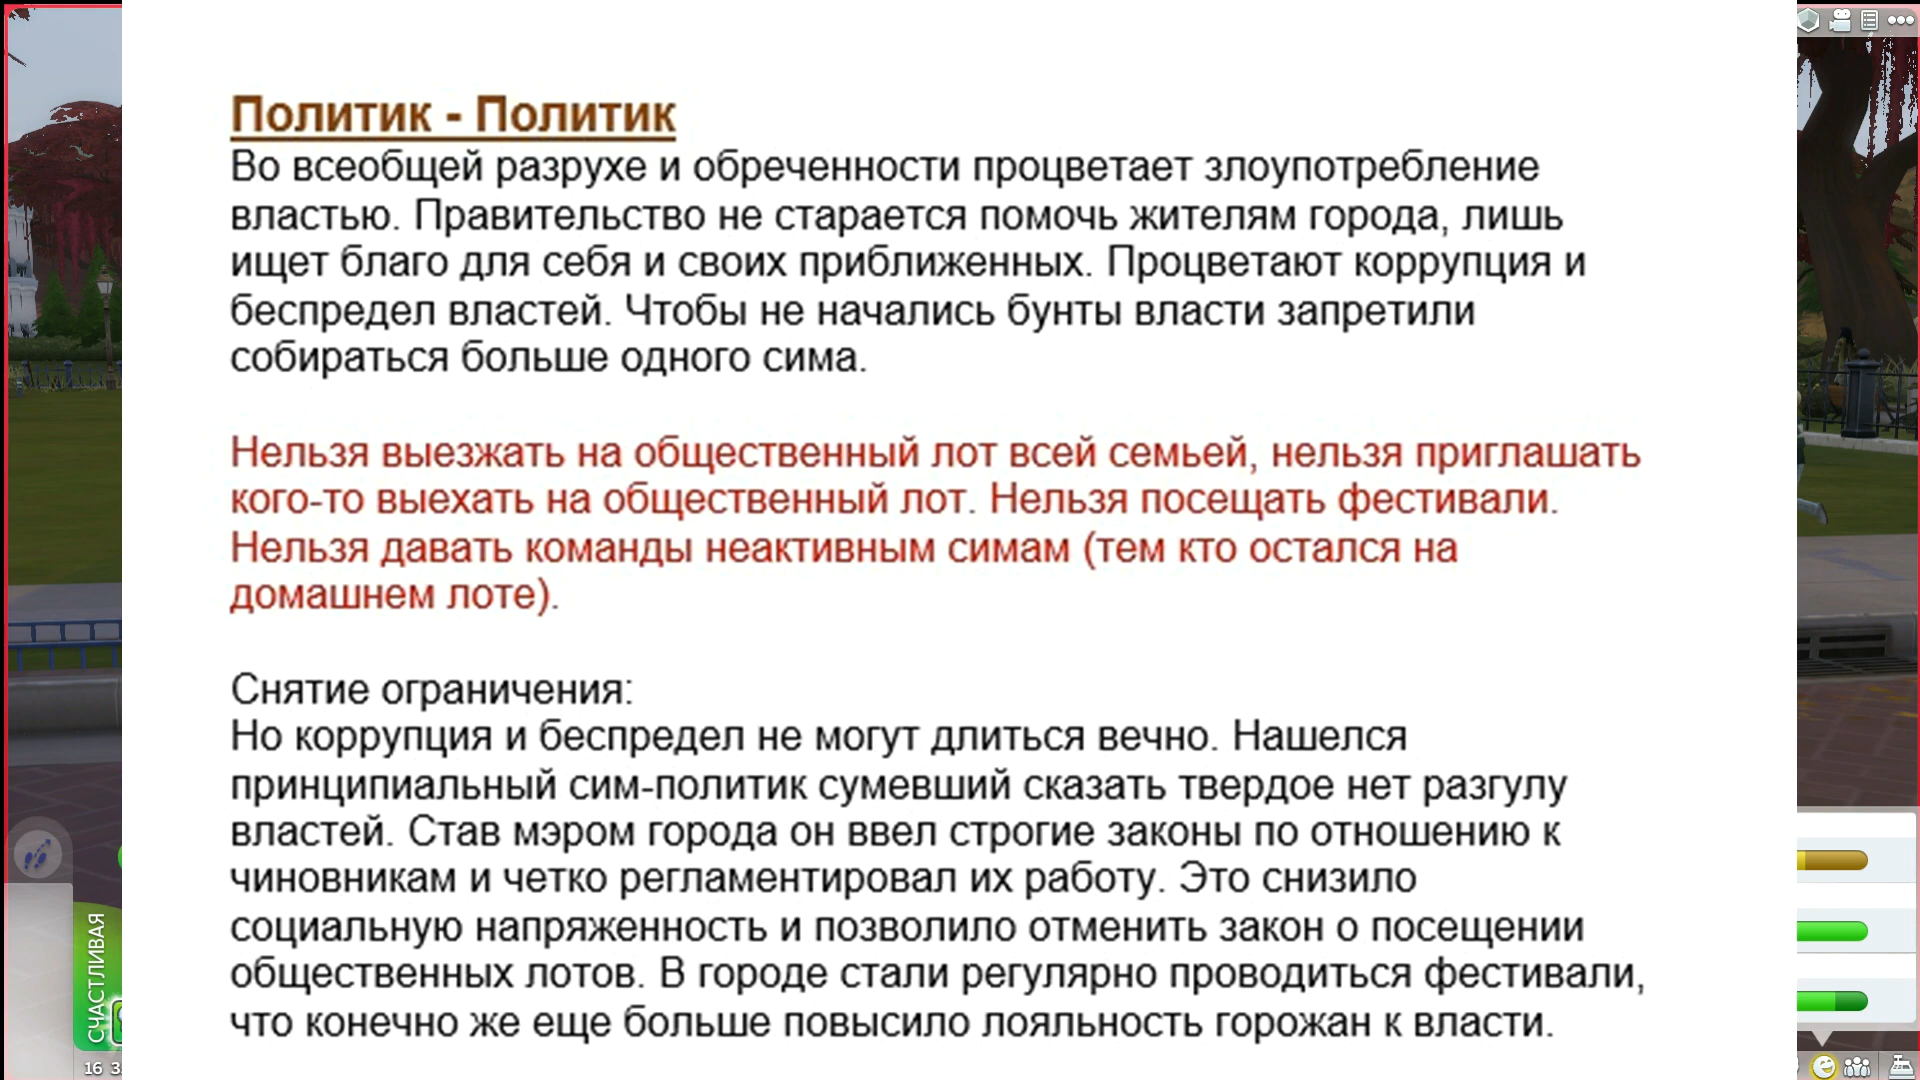 Политик - Политик
Во всеобщей разрухе и обреченности процветает злоупотребление
властью. Правительство не старается помочь жителям города, лишь
ищет благо для себя и своих приближенных. Процветают коррупция и
беспредел властей. Чтобы не начались бунты власти запретили
собираться больше одного сима.
Нельзя выезжать на общественный лот всей семьей, нельзя приглашать
кого-то выехать на общественный лот. Нельзя посещать фестивали.
Нельзя давать команды неактивным симам (тем кто остался на
домашнем лоте).
Снятие ограничения:
Но коррупция и беспредел не могут длиться вечно. Нашелся
принципиальный сим-политик сумевший сказать твердое нет разгулу
властей. Став мэром города он ввел строгие законы по отношению к
чиновникам и четко регламентировал их работу. Это снизило
социальную напряженность и позволило отменить закон о посещении
общественных лотов. В городе стали регулярно проводиться фестивали,
что конечно же еще больше повысило лояльность горожан к власти.
СЧАСТЛИВАЯ
16